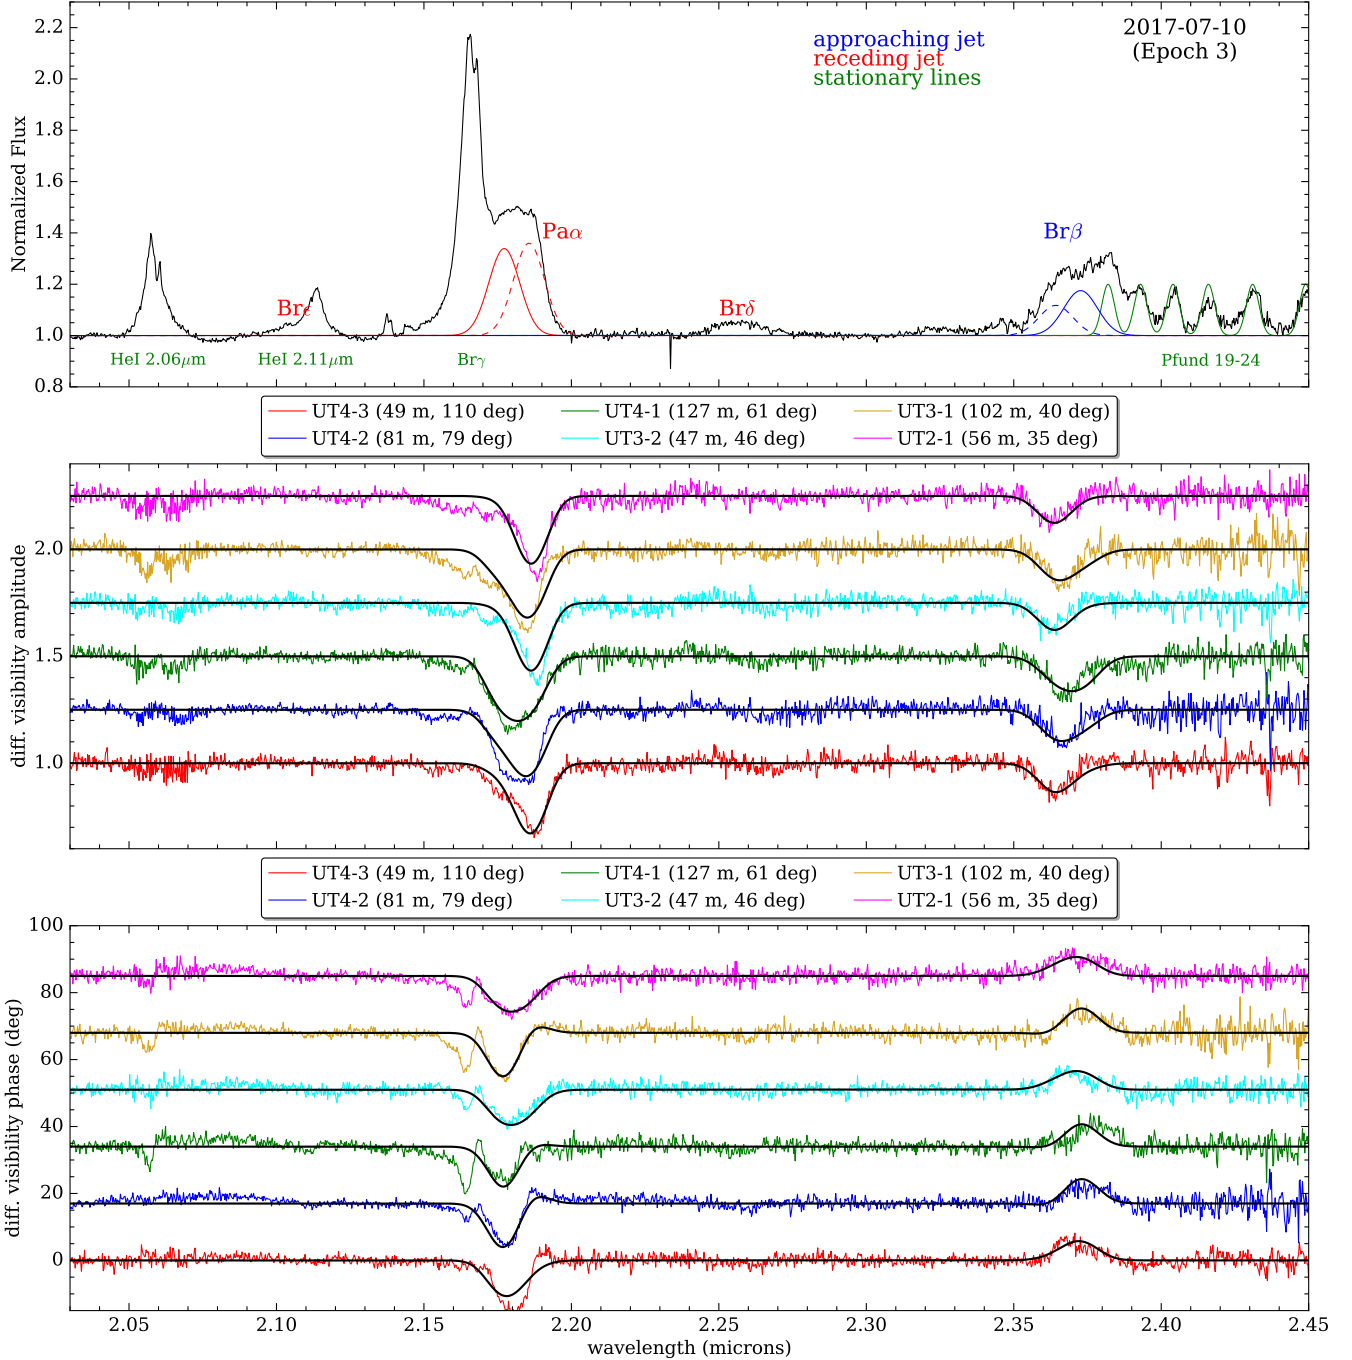 2017-07-10
(Epoch 3)
approaching jet
receding jet
stationary lines
Normalized Flux
2.2
2.0
1.8
1.6
1.4
1.2
1.0
0.8
Brε
Paα
Brδ
Brβ
HeI 2.06μm
HeI 2.11μm
Brγ
Pfund 19-24
UT4-3 (49 m, 110 deg)
UT4-1 (127 m, 61 deg)
UT3-1 (102 m, 40 deg)
UT4-2 (81 m, 79 deg)
UT3-2 (47 m, 46 deg)
UT2-1 (56 m, 35 deg)
diff. visibility amplitude
2.0
1.5
1.0
UT4-3 (49 m, 110 deg)
UT4-1 (127 m, 61 deg)
UT3-1 (102 m, 40 deg)
UT4-2 (81 m, 79 deg)
UT3-2 (47 m, 46 deg)
UT2-1 (56 m, 35 deg)
diff. visibility phase (deg)
100
80
60
40
20
0
2.05
2.10
2.15
2.20
2.25
2.30
2.35
2.40
2.45
wavelength (microns)